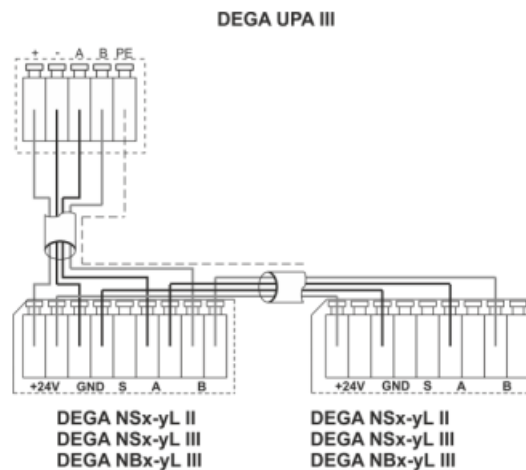 DEGA UPA III
+ - A B PE
+24V GND S A B
+24V GND S A B
DEGA NSx-yL II
DEGA NSx-yL III
DEGA NBx-yL III
DEGA NSx-yL II
DEGA NSx-yL III
DEGA NBx-yL III